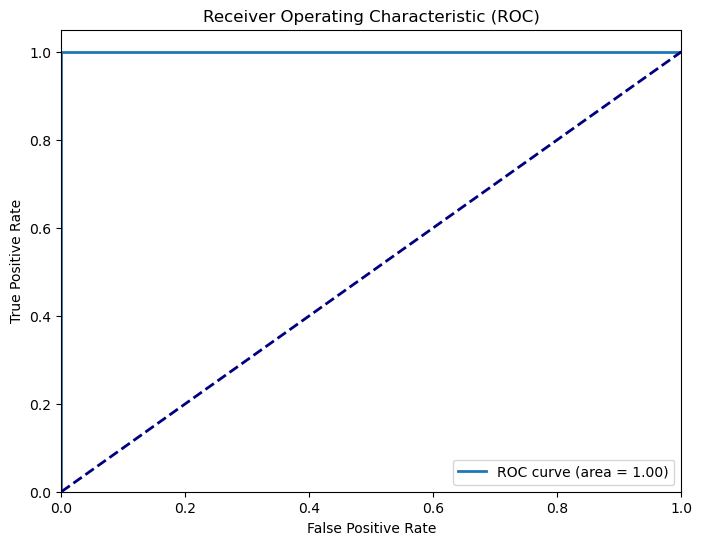 Receiver Operating Characteristic (ROC)
True Positive Rate
1.0
0.8
0.6
0.4
0.2
0.0
ROC curve (area = 1.00)
0.0 0.2 0.4 0.6 0.8 1.0
False Positive Rate